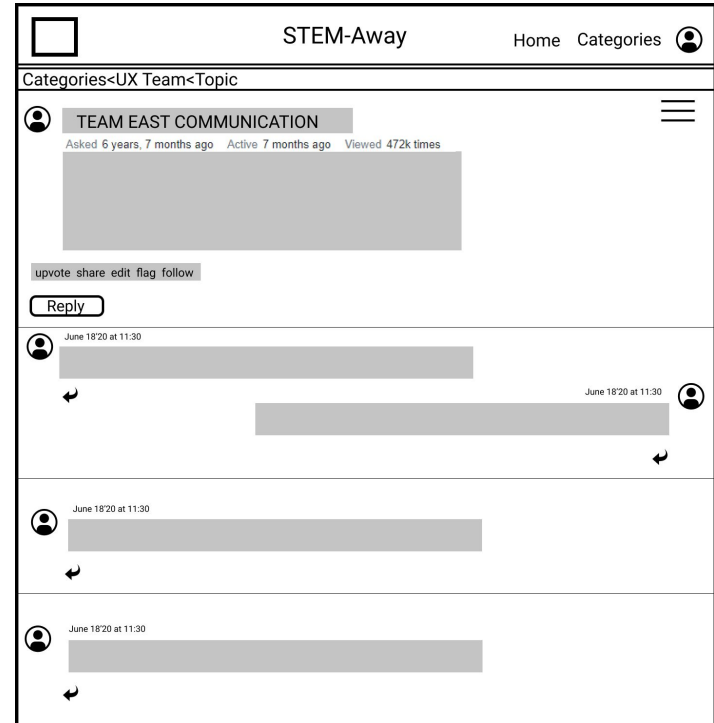 STEM-Away
Home Categories
Categories<UX Team<Topic
TEAM EAST COMMUNICATION
Asked 6 years, 7 months ago Active 7 months ago Viewed 472k times
upvote share edit flag follow
Reply
June 18'20 at 11:30
June 18'20 at 11:30
June 18'20 at 11:30
June 18'20 at 11:30